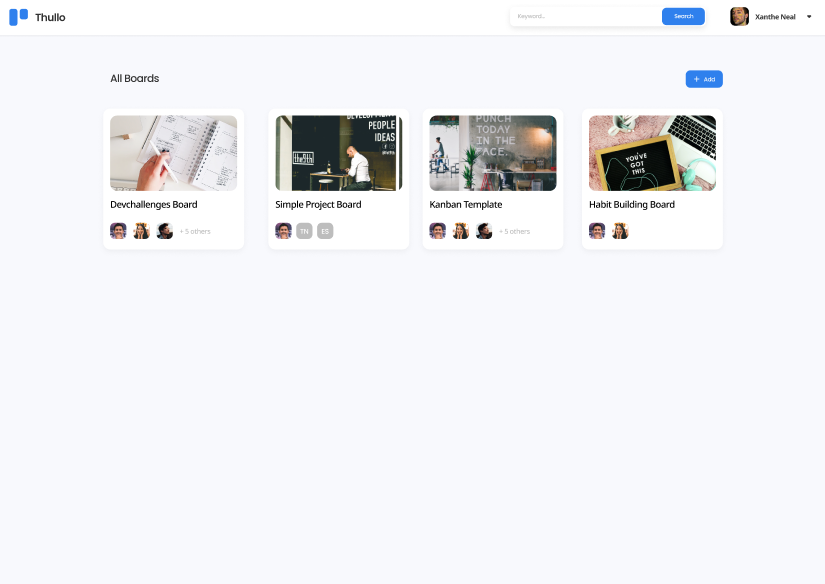 Thullo
Keyword...
Search
Xanthe Neal
All Boards
+ Add
PEOPLE
IDEAS
PUNCH
TODAY
IN THE
FACE
YOU'VE
GOT
THIS
Devchallenges Board
Simple Project Board
Kanban Template
Habit Building Board
+ 5 others
TN
ES
+ 5 others